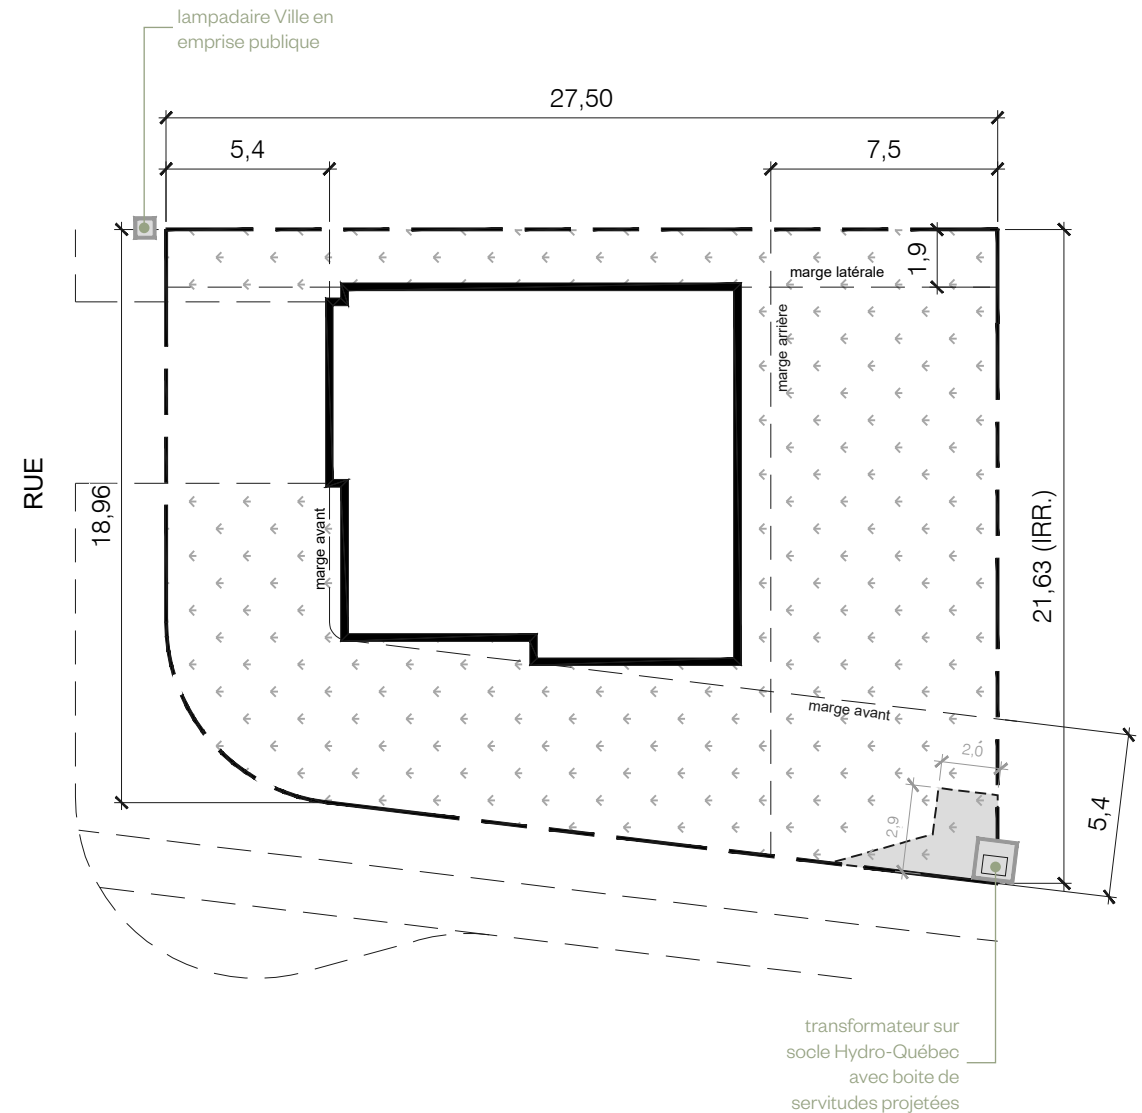 lampadaire Ville en
emprise publique
27,50
5,4
7,5
1,9
marge latérale
marge arrière
RUE
18,96
marge avant
21,63 (IRR.)
marge avant
2,0
2,9
5,4
transformateur sur
socle Hydro-Québec
avec boite de
servitudes projetées